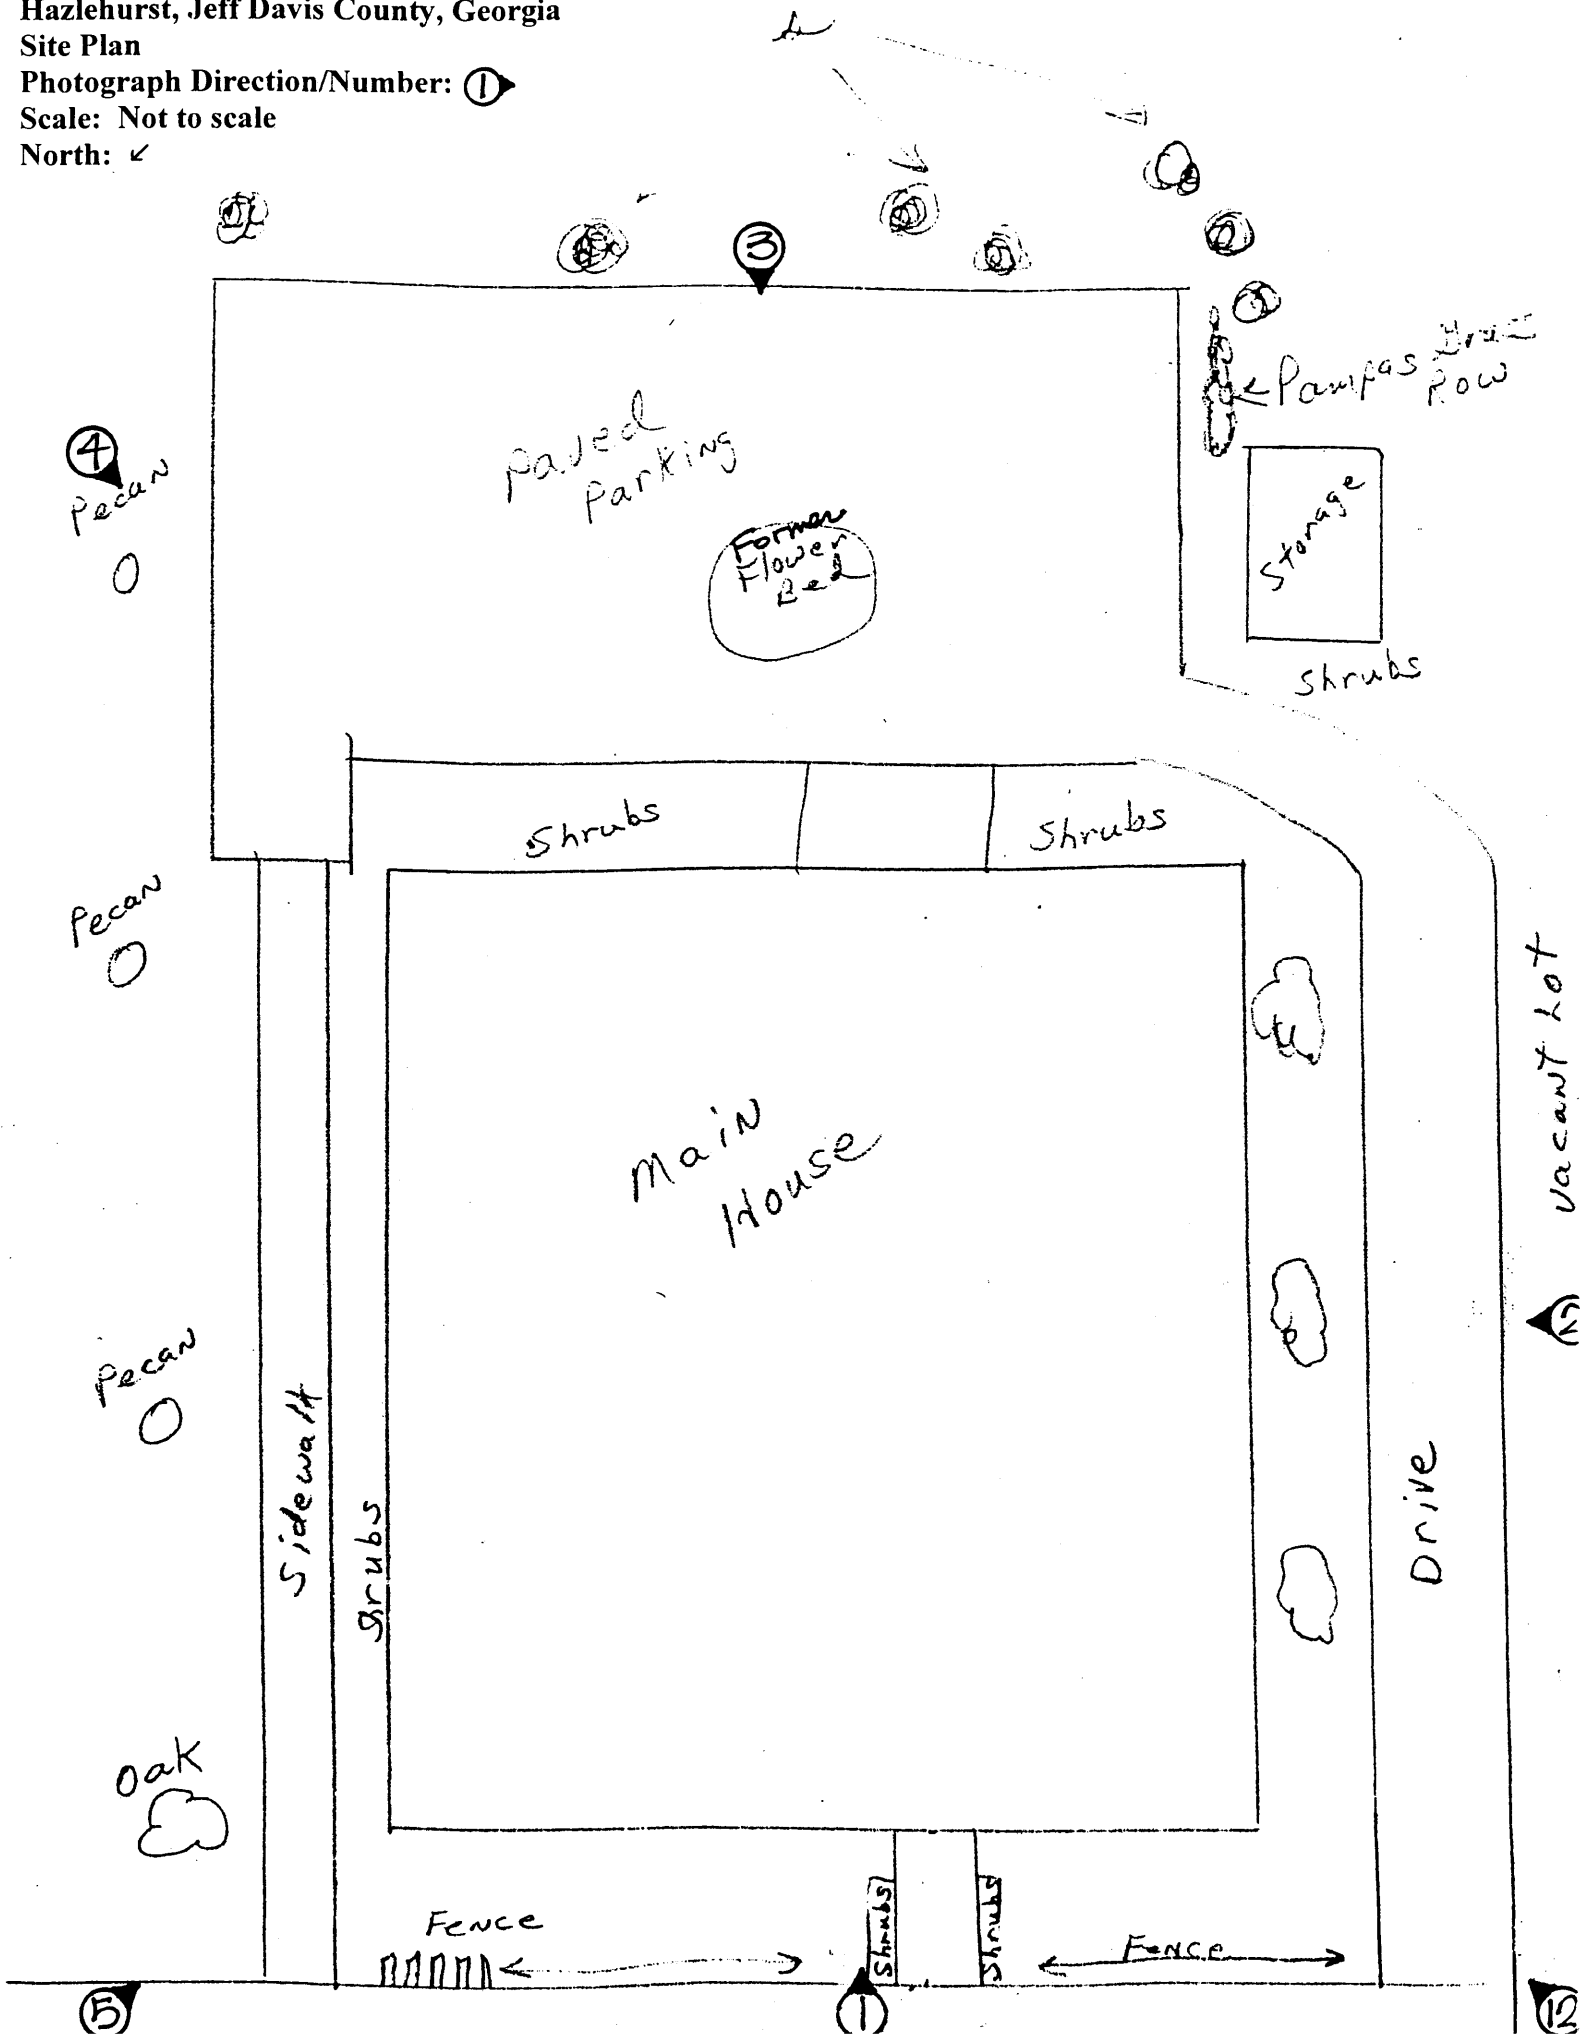 Hazlehurst, Jeff Davis County, Georgia
Site Plan
Photograph Direction/Number: 1
Scale: Not to scale
North: ↙
3
Pampas
Row
4
Pecan
Paved
Parking
Former
Flower
Bed
Storage
Shrubs
Shrubs
Shrubs
Pecan
Vacant Lot
Main
House
Pecan
Sidewalk
Srubs
Drive
Oak
Fence
Shrubs
Shrubs
Fence
5
1
12